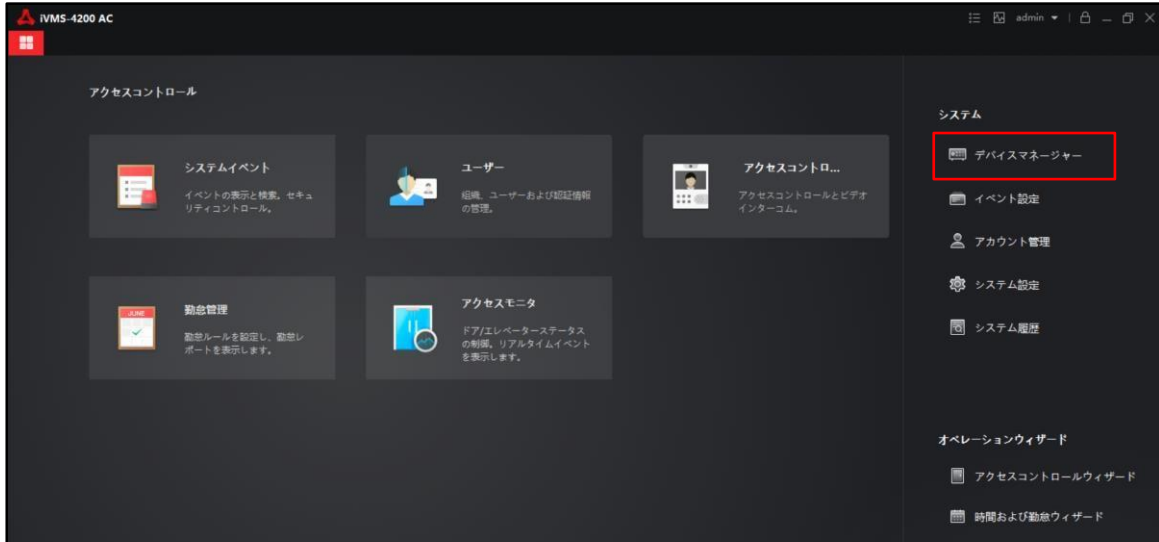 iVMS-4200 AC
admin
アクセスコントロール
システムイベント
イベントの表示と検索。セキュ
リティコントロール。
ユーザー
組織、ユーザーおよび認証情報
の管理。
アクセスコントロ...
アクセスコントロールとビデオ
インターコム。
JUNE
勤怠管理
勤怠ルールを設定し、勤怠レ
ポートを表示します。
アクセスモニタ
ドア/エレベーターステータス
の制御、リアルタイムイベント
を表示します。
システム
デバイスマネージャー
イベント設定
アカウント管理
システム設定
システム履歴
オペレーションウィザード
アクセスコントロールウィザード
時間および勤怠ウィザード